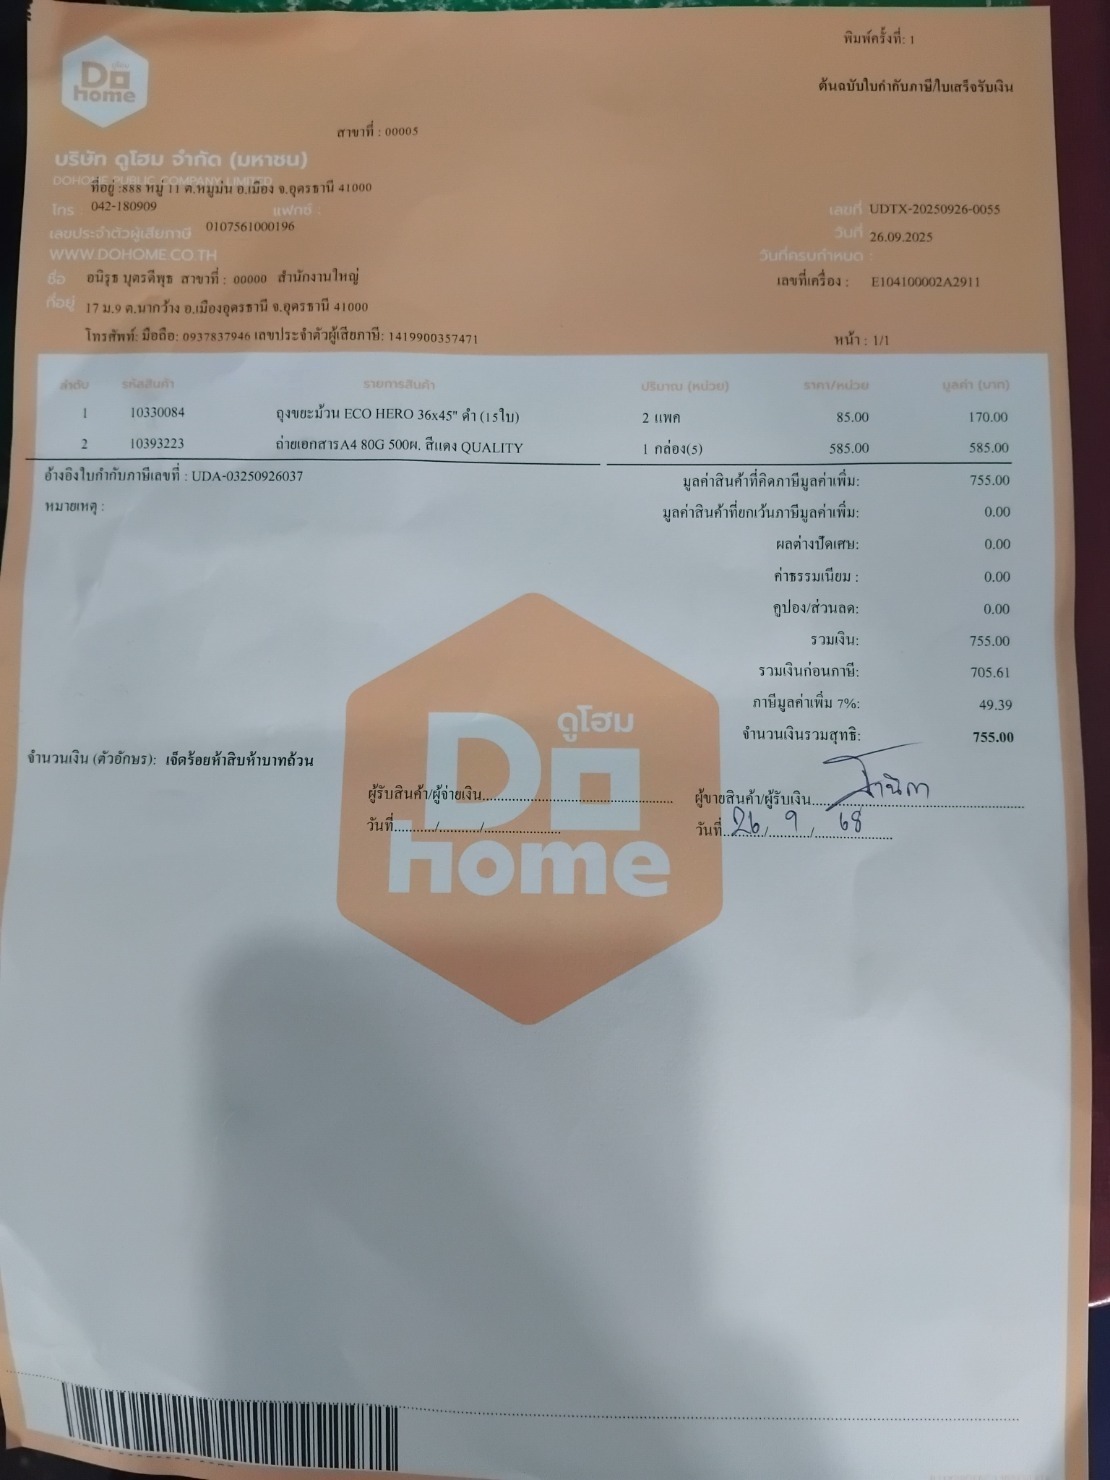 ดูโฮม
Do
home
พิมพ์ครั้งที่: 1
ต้นฉบับใบกำกับภาษี/ใบเสร็จรับเงิน
สาขาที่ : 00005
บริษัท ดูโฮม จำกัด (มหาชน)
DOHOME PUBLIC COMPANY LIMITED
ที่อยู่ :888 หมู่ 11 ต.หมูม่น อ.เมือง จ.อุดรธานี 41000
โทร : 042-180909 แฟกซ์ :
เลขที่ UDTX-20250926-0055
เลขประจำตัวผู้เสียภาษี 0107561000196
วันที่ 26.09.2025
WWW.DOHOME.CO.TH
วันที่ครบกำหนด :
ชื่อ อนิรุธ บุตรดีพุธ สาขาที่ : 00000 สำนักงานใหญ่
เลขที่เครื่อง : E104100002A2911
ที่อยู่ 17 ม.9 ต.นากว้าง อ.เมืองอุดรธานี จ.อุดรธานี 41000
โทรศัพท์: มือถือ: 0937837946 เลขประจำตัวผู้เสียภาษี: 1419900357471
หน้า : 1/1
ลำดับ รหัสสินค้า รายการสินค้า ปริมาณ (หน่วย) ราคา/หน่วย มูลค่า (บาท)
1 10330084 ถุงขยะม้วน ECO HERO 36x45" ดำ (15ใบ) 2 แพค 85.00 170.00
2 10393223 ถ่ายเอกสารA4 80G 500ผ. สีแดง QUALITY 1 กล่อง(5) 585.00 585.00
อ้างอิงใบกำกับภาษีเลขที่ : UDA-03250926037
มูลค่าสินค้าที่คิดภาษีมูลค่าเพิ่ม: 755.00
หมายเหตุ :
มูลค่าสินค้าที่ยกเว้นภาษีมูลค่าเพิ่ม: 0.00
ผลต่างปัดเศษ: 0.00
ค่าธรรมเนียม : 0.00
คูปอง/ส่วนลด: 0.00
รวมเงิน: 755.00
รวมเงินก่อนภาษี: 705.61
ภาษีมูลค่าเพิ่ม 7%: 49.39
จำนวนเงินรวมสุทธิ: 755.00
ดูโฮม
Do
home
จำนวนเงิน (ตัวอักษร): เจ็ดร้อยห้าสิบห้าบาทถ้วน
ผู้รับสินค้า/ผู้จ่ายเงิน
ผู้ขายสินค้า/ผู้รับเงิน
วันที่............/............/......................
วันที่ 26 / 9 / 68